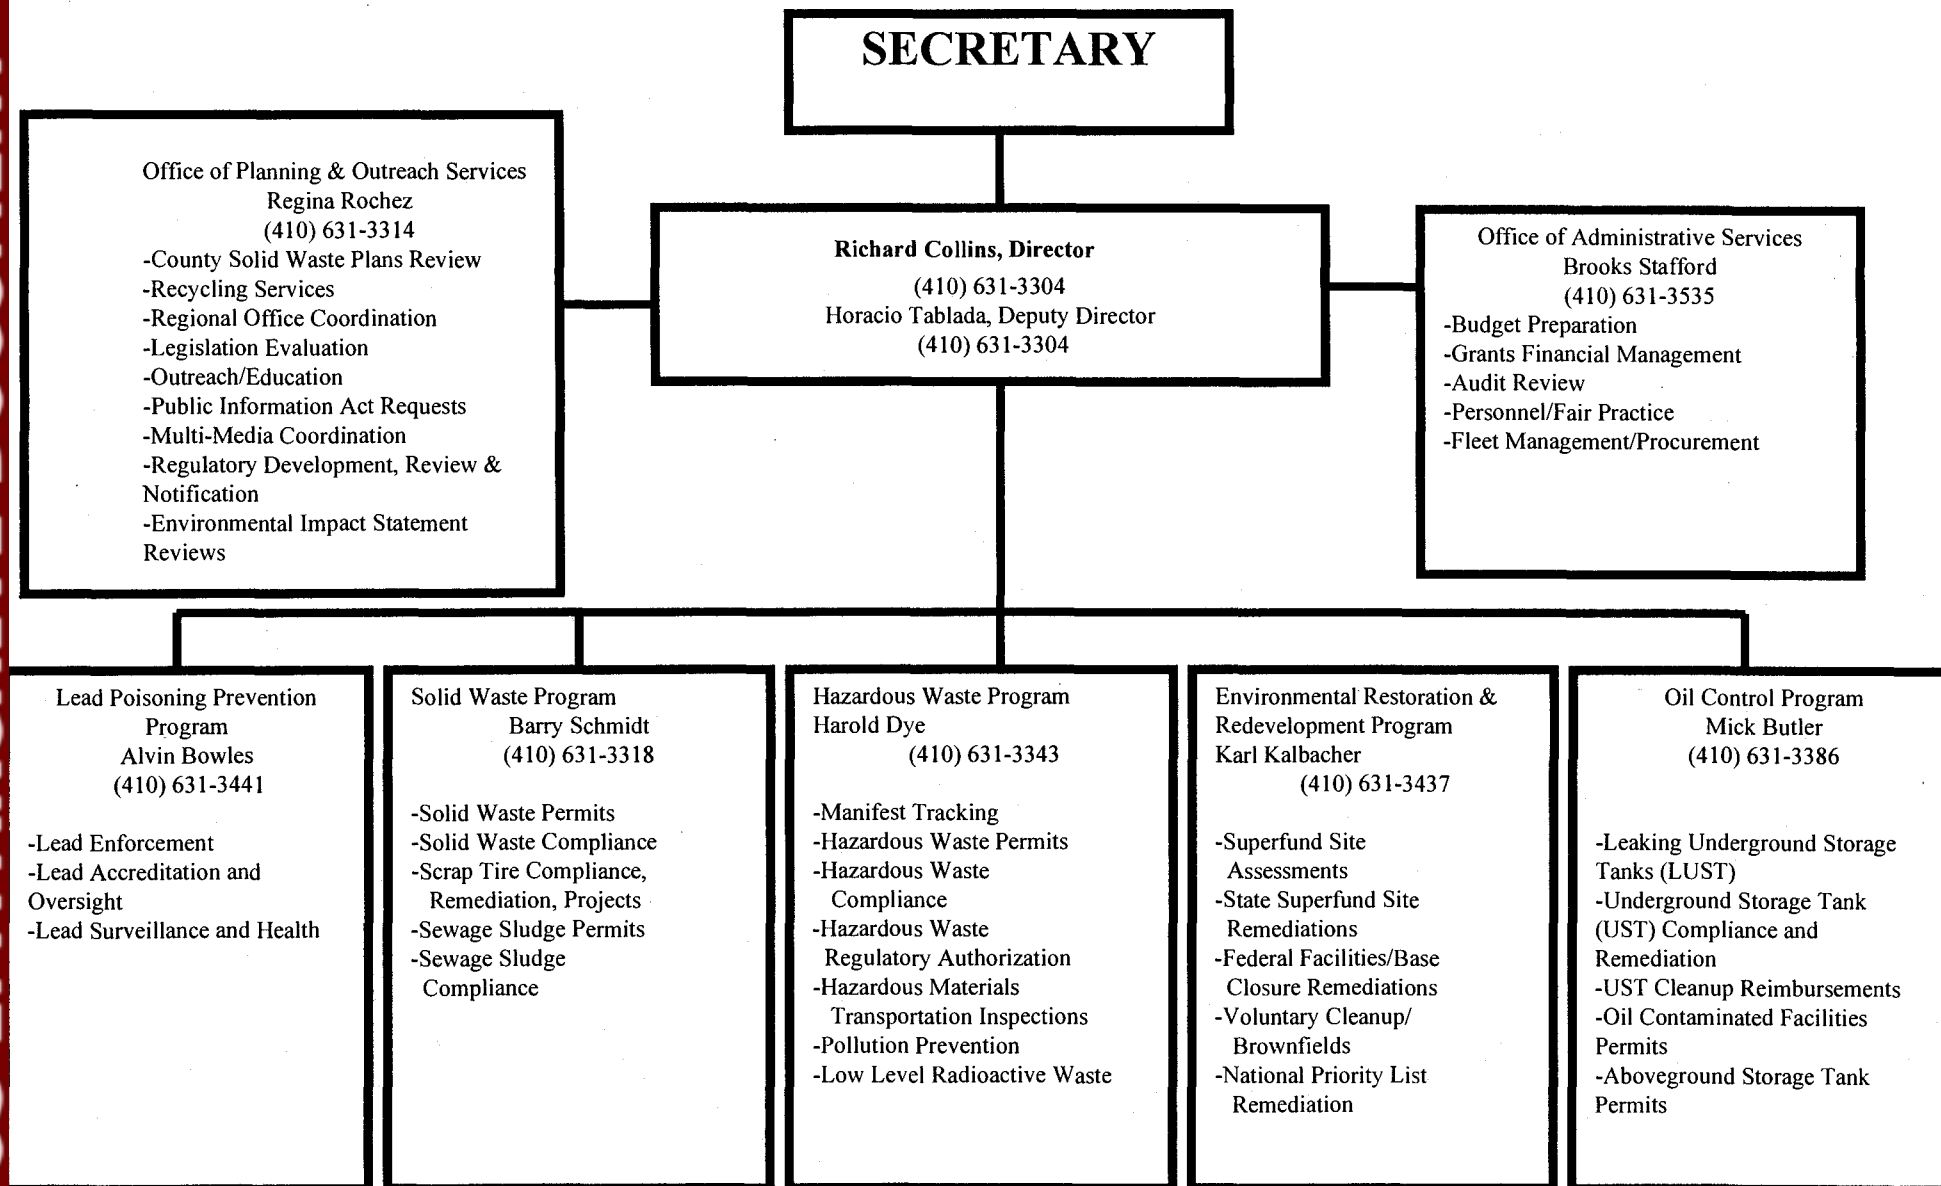 SECRETARY
Office of Planning & Outreach Services
Regina Rochez
(410) 631-3314
-County Solid Waste Plans Review
-Recycling Services
-Regional Office Coordination
-Legislation Evaluation
-Outreach/Education
-Public Information Act Requests
-Multi-Media Coordination
-Regulatory Development, Review &
Notification
-Environmental Impact Statement
Reviews
Richard Collins, Director
(410) 631-3304
Horacio Tablada, Deputy Director
(410) 631-3304
Office of Administrative Services
Brooks Stafford
(410) 631-3535
-Budget Preparation
-Grants Financial Management
-Audit Review
-Personnel/Fair Practice
-Fleet Management/Procurement
Lead Poisoning Prevention
Program
Alvin Bowles
(410) 631-3441
-Lead Enforcement
-Lead Accreditation and
Oversight
-Lead Surveillance and Health
Solid Waste Program
Barry Schmidt
(410) 631-3318
-Solid Waste Permits
-Solid Waste Compliance
-Scrap Tire Compliance,
Remediation, Projects
-Sewage Sludge Permits
-Sewage Sludge
Compliance
Hazardous Waste Program
Harold Dye
(410) 631-3343
-Manifest Tracking
-Hazardous Waste Permits
-Hazardous Waste
Compliance
-Hazardous Waste
Regulatory Authorization
-Hazardous Materials
Transportation Inspections
-Pollution Prevention
-Low Level Radioactive Waste
Environmental Restoration &
Redevelopment Program
Karl Kalbacher
(410) 631-3437
-Superfund Site
Assessments
-State Superfund Site
Remediations
-Federal Facilities/Base
Closure Remediations
-Voluntary Cleanup/
Brownfields
-National Priority List
Remediation
Oil Control Program
Mick Butler
(410) 631-3386
-Leaking Underground Storage
Tanks (LUST)
-Underground Storage Tank
(UST) Compliance and
Remediation
-UST Cleanup Reimbursements
-Oil Contaminated Facilities
Permits
-Aboveground Storage Tank
Permits